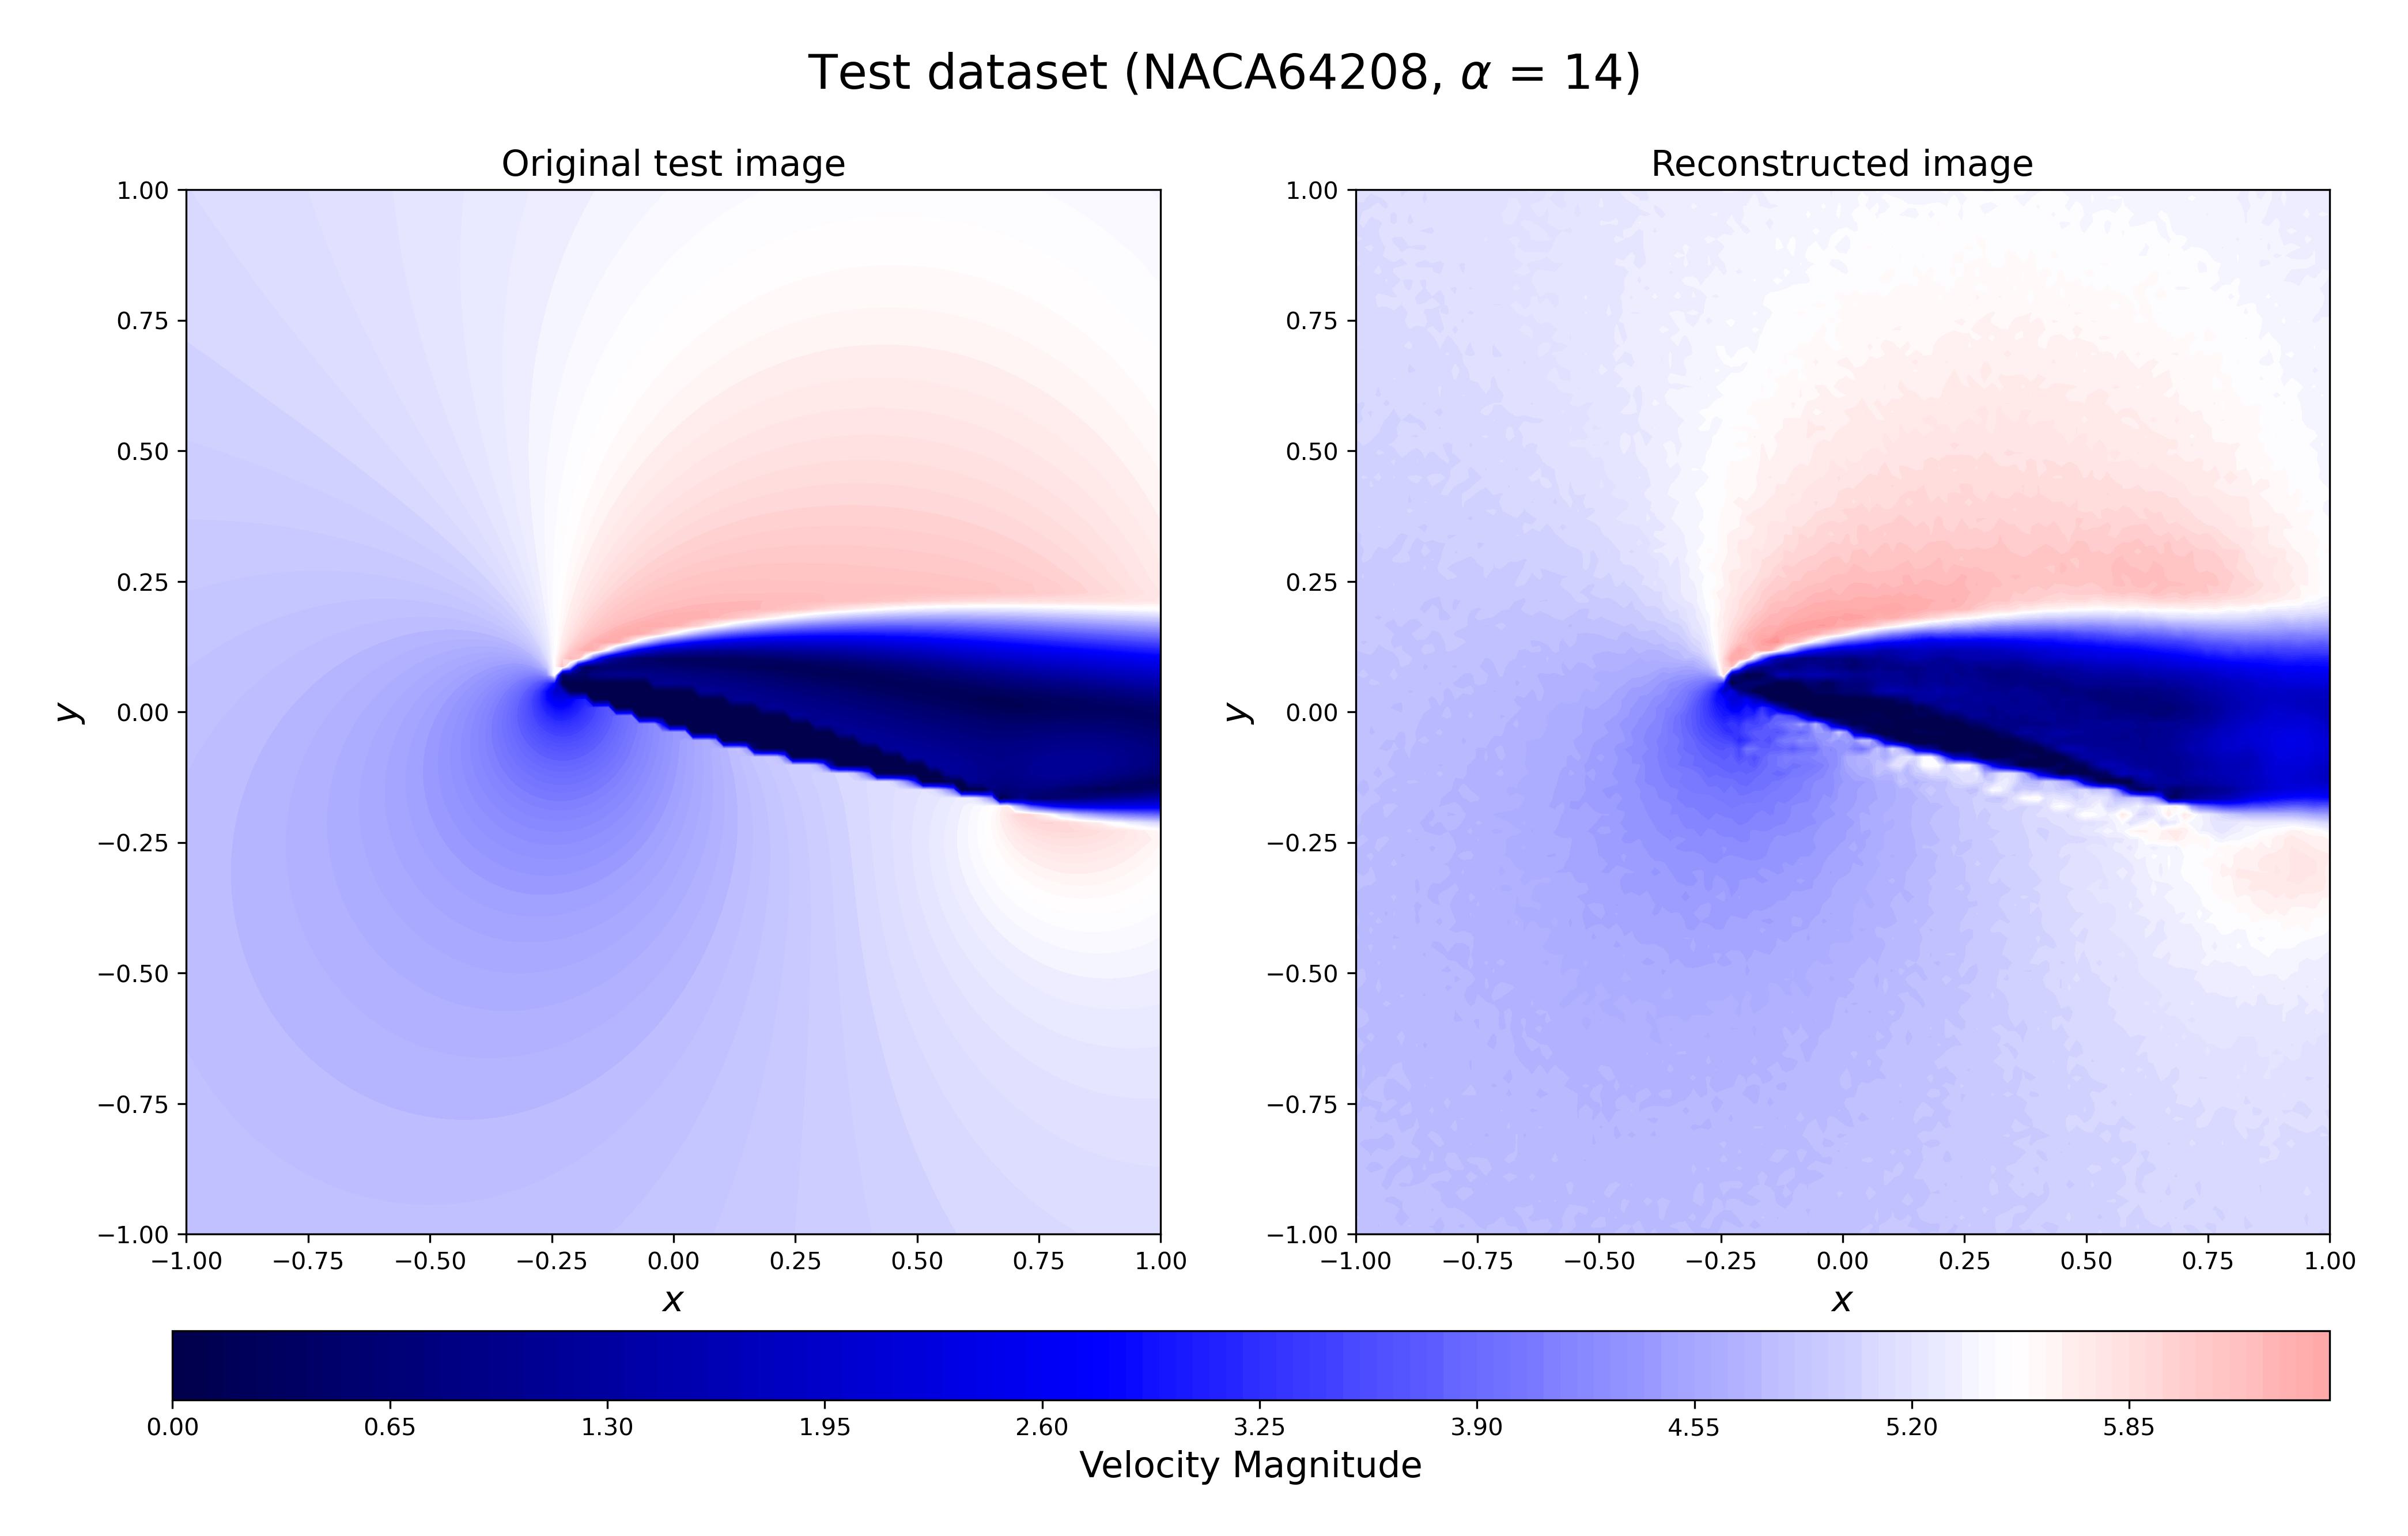 Test dataset (NACA64208, α = 14)
Original test image
1.00
0.75
0.50
0.25
0.00
−0.25
−0.50
−0.75
−1.00
y
−1.00 −0.75 −0.50 −0.25 0.00 0.25 0.50 0.75 1.00
x
Reconstructed image
1.00
0.75
0.50
0.25
0.00
−0.25
−0.50
−0.75
−1.00
y
−1.00 −0.75 −0.50 −0.25 0.00 0.25 0.50 0.75 1.00
x
0.00 0.65 1.30 1.95 2.60 3.25 3.90 4.55 5.20 5.85
Velocity Magnitude